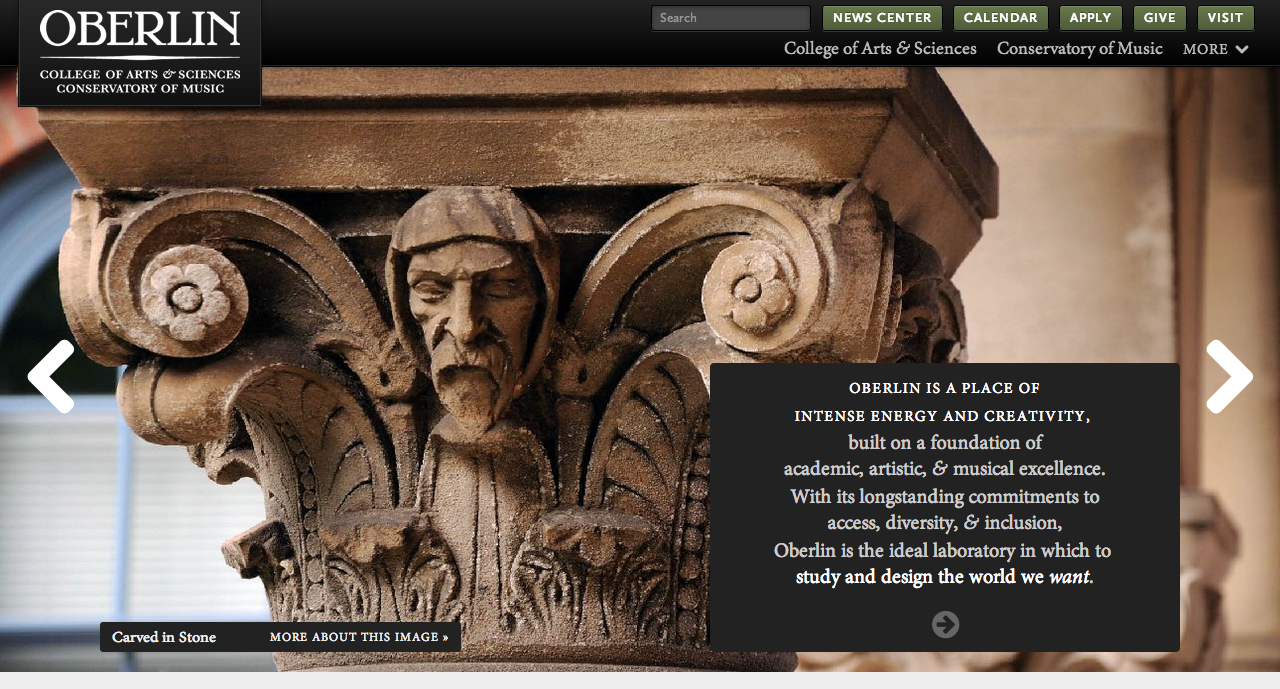 OBERLIN
COLLEGE OF ARTS & SCIENCES
CONSERVATORY OF MUSIC
Search
NEWS CENTER
CALENDAR
APPLY
GIVE
VISIT
College of Arts & Sciences
Conservatory of Music
MORE
OBERLIN IS A PLACE OF
INTENSE ENERGY AND CREATIVITY,
built on a foundation of
academic, artistic, & musical excellence.
With its longstanding commitments to
access, diversity, & inclusion,
Oberlin is the ideal laboratory in which to
study and design the world we want.
Carved in Stone
MORE ABOUT THIS IMAGE »